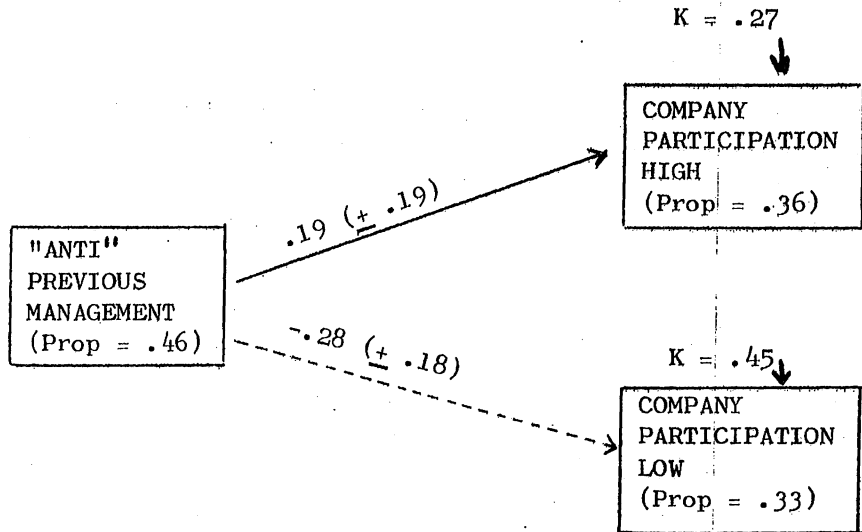 K = .27
COMPANY
PARTICIPATION
HIGH
(Prop = .36)
.19 (± .19)
"ANTI"
PREVIOUS
MANAGEMENT
(Prop = .46)
-.28 (± .18)
K = .45
COMPANY
PARTICIPATION
LOW
(Prop = .33)